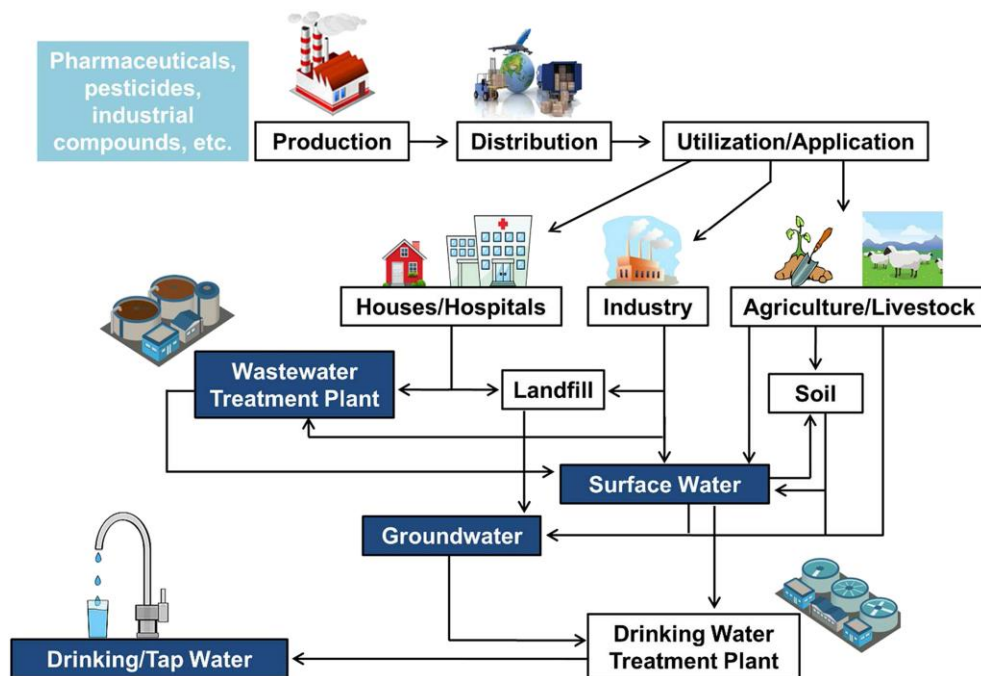 Pharmaceuticals,
pesticides,
industrial
compounds, etc.
Production
Distribution
Utilization/Application
Houses/Hospitals
Industry
Agriculture/Livestock
Wastewater
Treatment Plant
Landfill
Soil
Surface Water
Groundwater
Drinking Water
Treatment Plant
Drinking/Tap Water